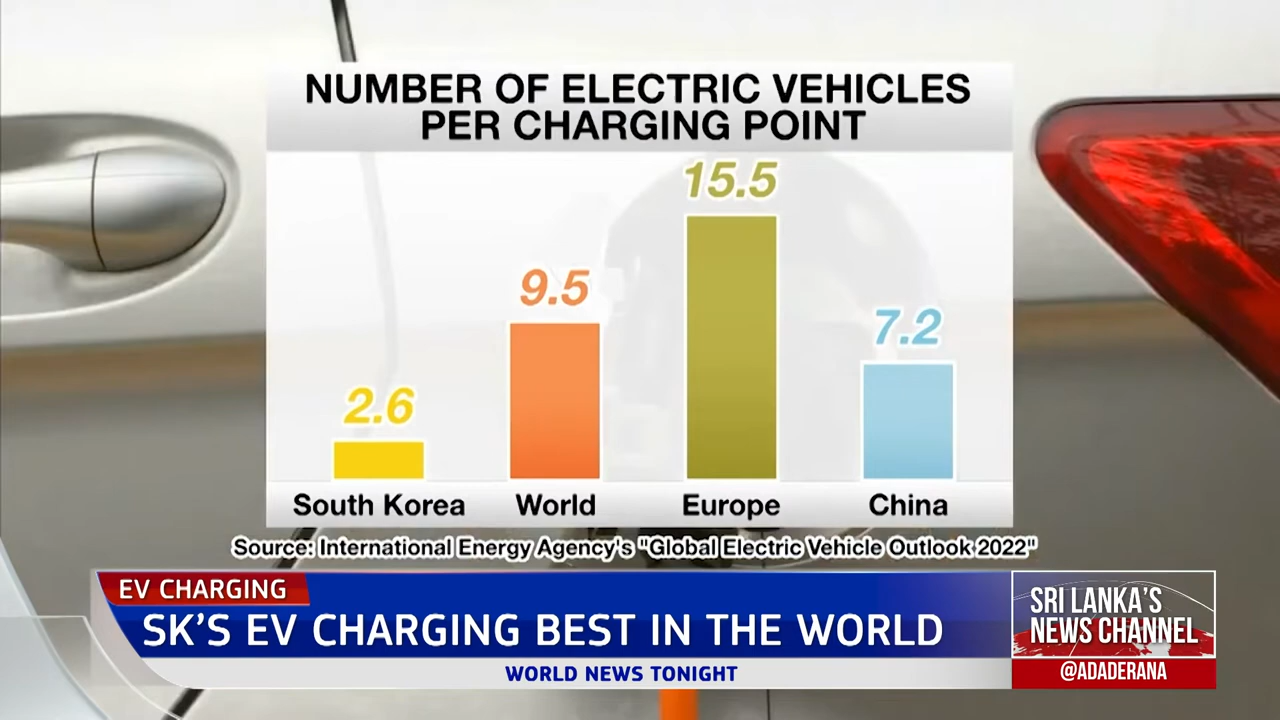 NUMBER OF ELECTRIC VEHICLES
PER CHARGING POINT
15.5
9.5
7.2
2.6
South Korea World Europe China
Source: International Energy Agency's "Global Electric Vehicle Outlook 2022"
EV CHARGING
SK'S EV CHARGING BEST IN THE WORLD
WORLD NEWS TONIGHT
SRI LANKA'S
NEWS CHANNEL
@ADADERANA